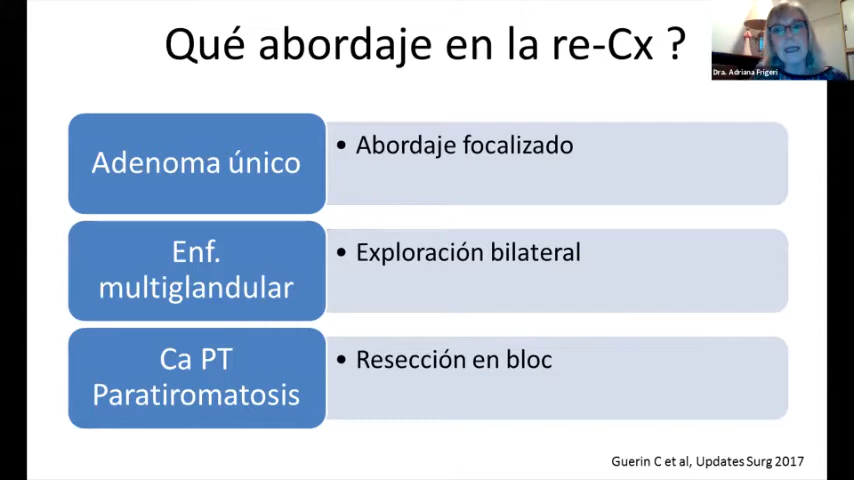 Qué abordaje en la re-Cx ?
Dra. Adriana Frigeri
Adenoma único
• Abordaje focalizado
Enf.
multiglandular
• Exploración bilateral
Ca PT
Paratiromatosis
• Resección en bloc
Guerin C et al, Updates Surg 2017